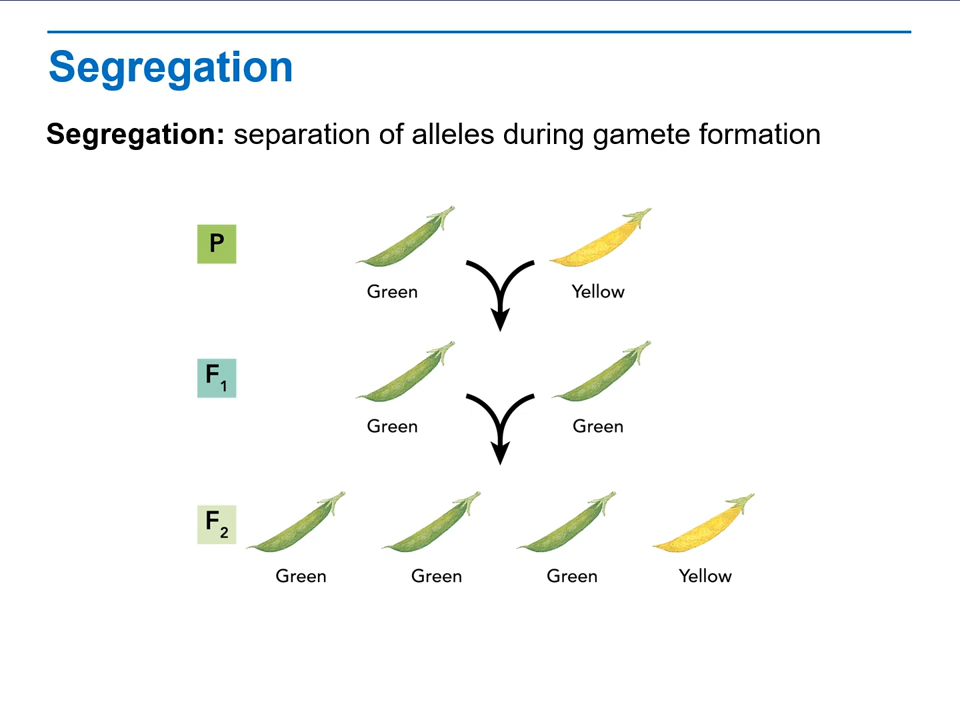 Segregation
Segregation: separation of alleles during gamete formation
P
Green Yellow
F1
Green Green
F2
Green Green Green Yellow